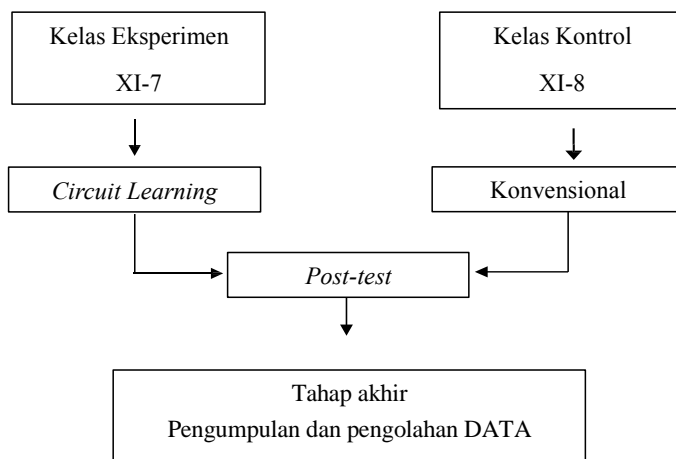 Kelas Eksperimen
XI-7
Kelas Kontrol
XI-8
Circuit Learning
Konvensional
Post-test
Tahap akhir
Pengumpulan dan pengolahan DATA